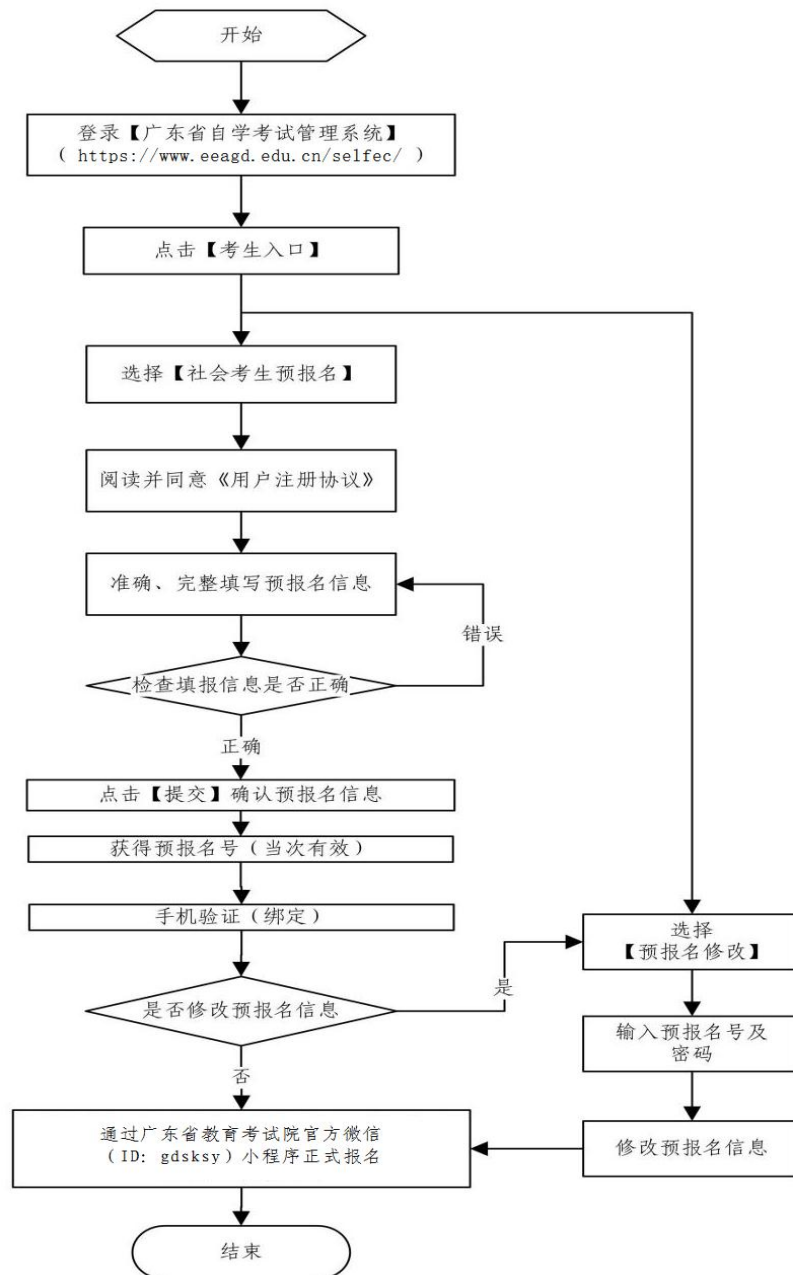 开始
登录【广东省自学考试管理系统】
( https://www.eeagd.edu.cn/selfec/ )
点击【考生入口】
选择【社会考生预报名】
阅读并同意《用户注册协议》
准确、完整填写预报名信息
错误
检查填报信息是否正确
正确
点击【提交】确认预报名信息
获得预报名号（当次有效）
手机验证（绑定）
选择
【预报名修改】
是否修改预报名信息
是
输入预报名号及
密码
否
通过广东省教育考试院官方微信
（ID: gdsksy）小程序正式报名
修改预报名信息
结束